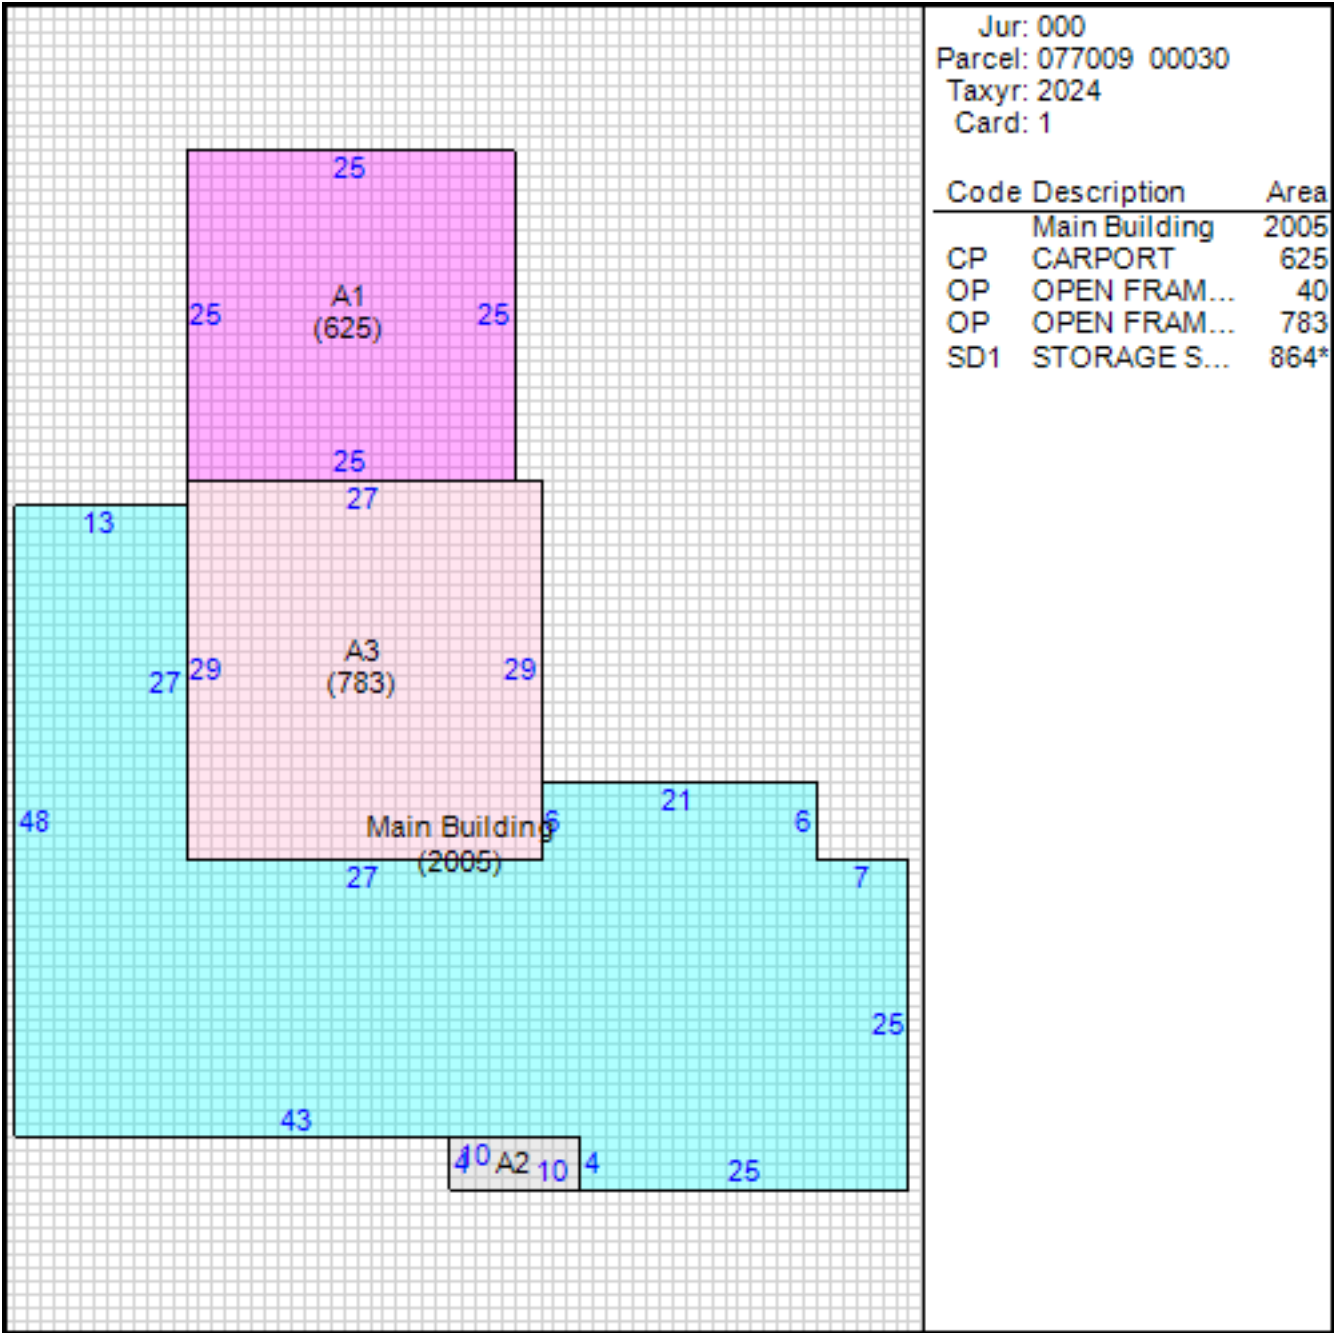 Jur: 000
Parcel: 077009 00030
Taxyr: 2024
Card: 1
Code Description Area
Main Building 2005
CP CARPORT 625
OP OPEN FRAM... 40
OP OPEN FRAM... 783
SD1 STORAGE S... 864*
25
A1
(625)
25 25
25
27
13
A3
(783)
27 29 29
21
48 6 6
Main Building
(2005)
27 7
25
43
4 10 A2 10 4 25